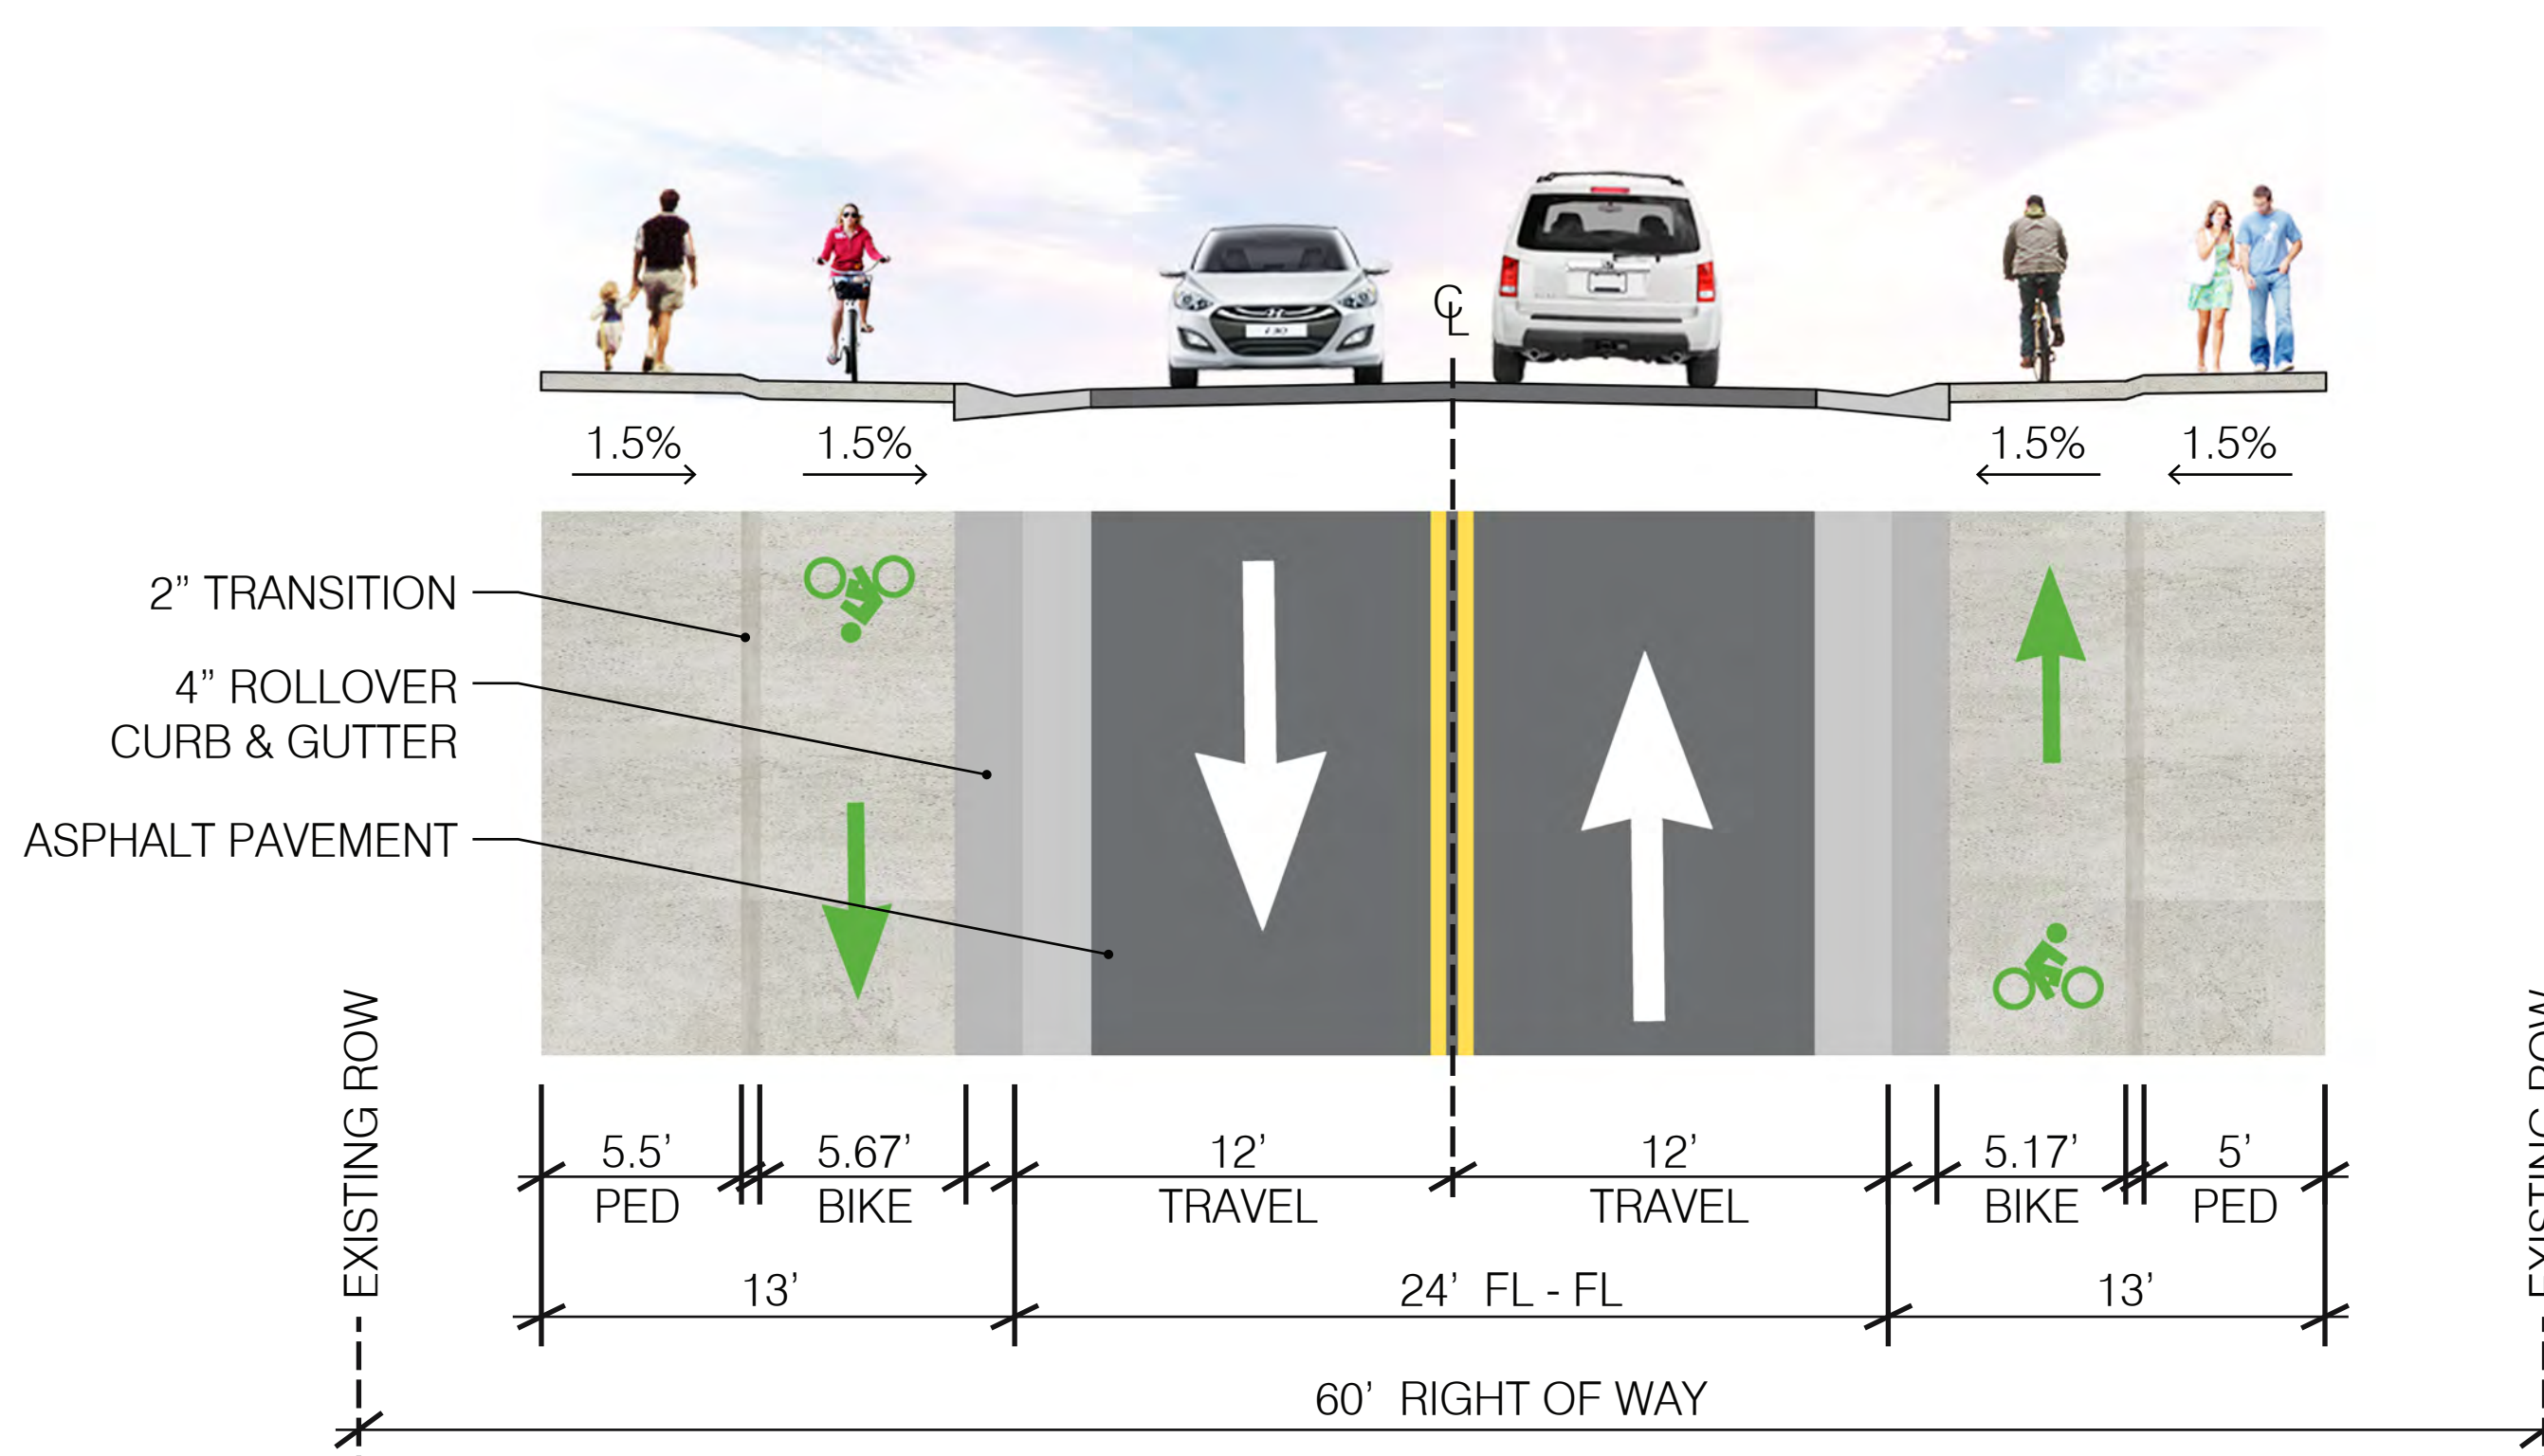 ℄
1.5%
1.5%
1.5%
1.5%
2” TRANSITION
4” ROLLOVER
CURB & GUTTER
ASPHALT PAVEMENT
EXISTING ROW
EXISTING ROW
5.5’
5.67’
12’
12’
5.17’
5’
PED
BIKE
TRAVEL
TRAVEL
BIKE
PED
13’
24’ FL - FL
13’
60’ RIGHT OF WAY